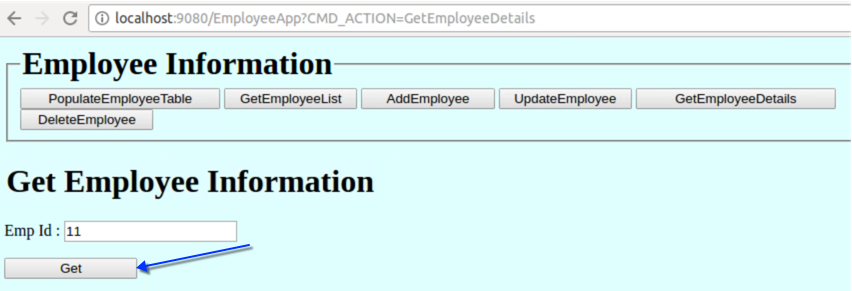 localhost:9080/EmployeeApp?CMD_ACTION=GetEmployeeDetails
Employee Information
PopulateEmployeeTable GetEmployeeList AddEmployee UpdateEmployee GetEmployeeDetails
DeleteEmployee
Get Employee Information
Emp Id : 11
Get